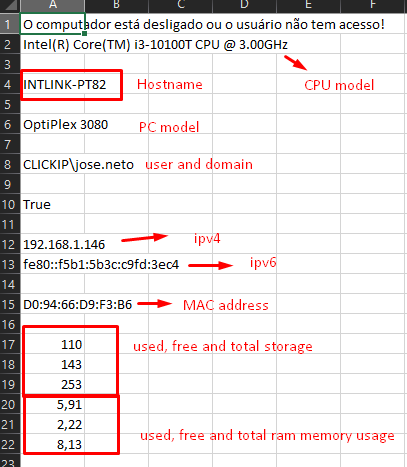 A B C D E F
1 O computador está desligado ou o usuário não tem acesso!
2 Intel(R) Core(TM) i3-10100T CPU @ 3.00GHz
3
CPU model
4 INTLINK-PT82 Hostname
5
6 OptiPlex 3080 PC model
7
8 CLICKIP\jose.neto user and domain
9
10 True
11
12 192.168.1.146 ipv4
13 fe80::f5b1:5b3c:c9fd:3ec4 ipv6
14
15 D0:94:66:D9:F3:B6 MAC address
16
17 110 used, free and total storage
18 143
19 253
20 5,91
21 2,22 used, free and total ram memory usage
22 8,13
23